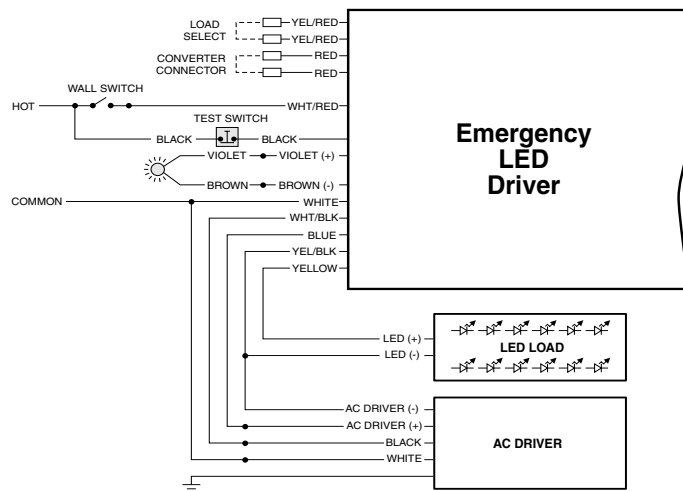 LOAD
SELECT
YEL/RED
YEL/RED
CONVERTER
CONNECTOR
RED
RED
WALL SWITCH
HOT
WHT/RED
TEST SWITCH
BLACK
BLACK
VIOLET
VIOLET (+)
BROWN
BROWN (-)
COMMON
WHITE
WHT/BLK
BLUE
YEL/BLK
YELLOW
Emergency
LED
Driver
LED (+)
LED (-)
LED LOAD
AC DRIVER (-)
AC DRIVER (+)
BLACK
WHITE
AC DRIVER